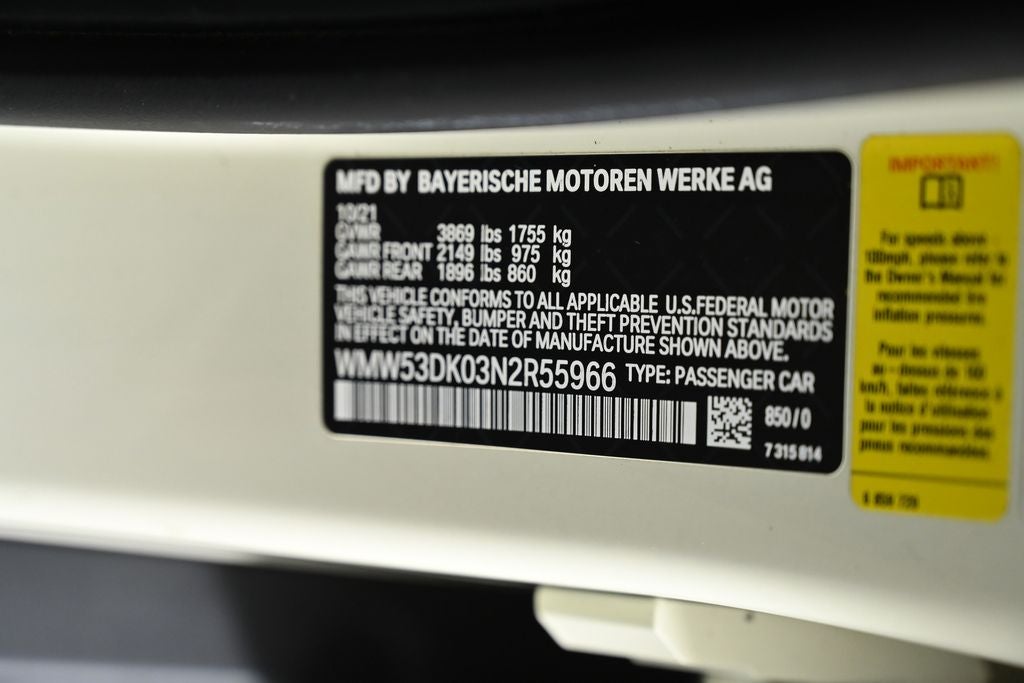 MFD BY BAYERISCHE MOTOREN WERKE AG
10/21
GVWR 3869 lbs 1755 kg
GAWR FRONT 2149 lbs 975 kg
GAWR REAR 1896 lbs 860 kg
THIS VEHICLE CONFORMS TO ALL APPLICABLE U.S.FEDERAL MOTOR
VEHICLE SAFETY, BUMPER AND THEFT PREVENTION STANDARDS
IN EFFECT ON THE DATE OF MANUFACTURE SHOWN ABOVE.
WMW53DK03N2R55966 TYPE: PASSENGER CAR
850/0
7 315 814
IMPORTANT!
For speeds above
100mph, please refer to
the Owner's Manual for
recommended tire
inflation pressures.
Pour les vitesses
au-dessus de 160
km/h, faites référence à
la notice d'utilisation
pour les pressions des
pneus recommandées.